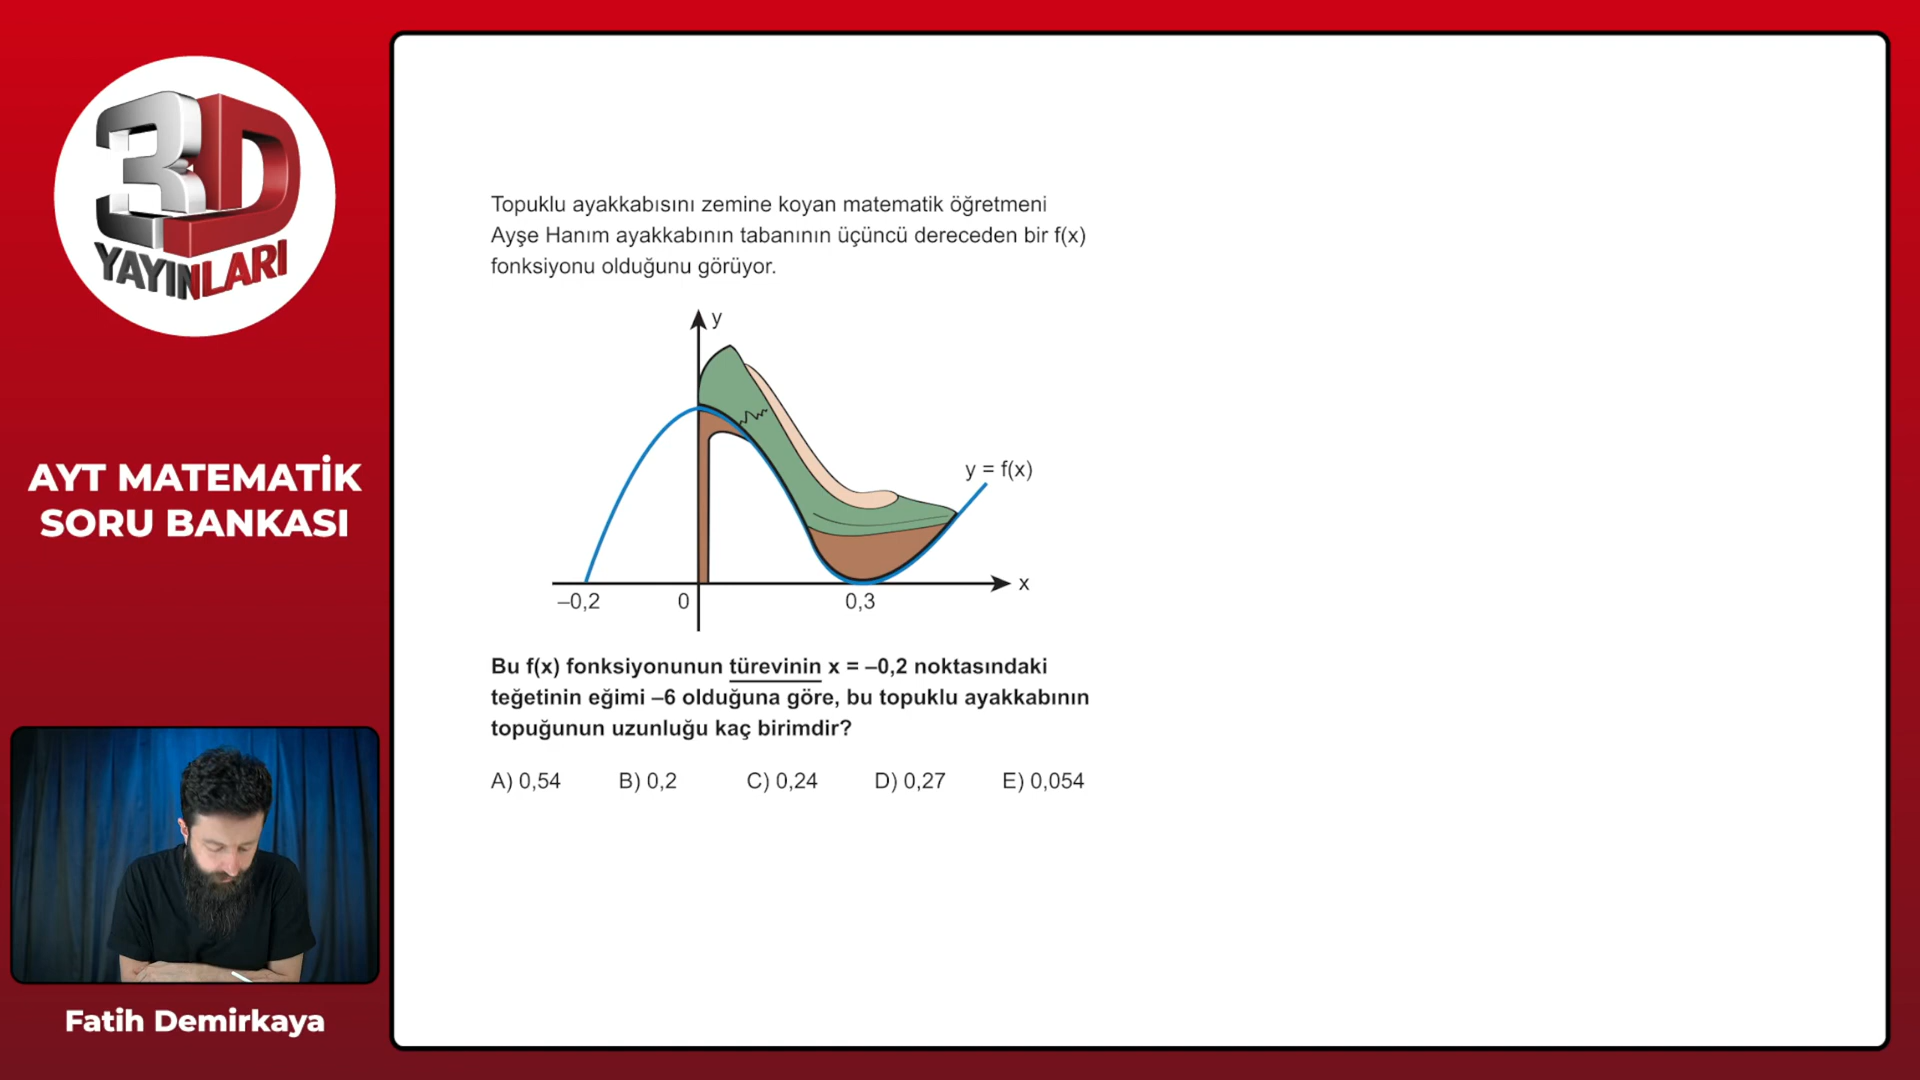 3D
YAYINLARI
AYT MATEMATİK
SORU BANKASI
Fatih Demirkaya
Topuklu ayakkabısını zemine koyan matematik öğretmeni
Ayşe Hanım ayakkabının tabanının üçüncü dereceden bir f(x)
fonksiyonu olduğunu görüyor.
y
y = f(x)
x
–0,2
0
0,3
Bu f(x) fonksiyonunun türevinin x = –0,2 noktasındaki
teğetinin eğimi –6 olduğuna göre, bu topuklu ayakkabının
topuğunun uzunluğu kaç birimdir?
A) 0,54 B) 0,2 C) 0,24 D) 0,27 E) 0,054